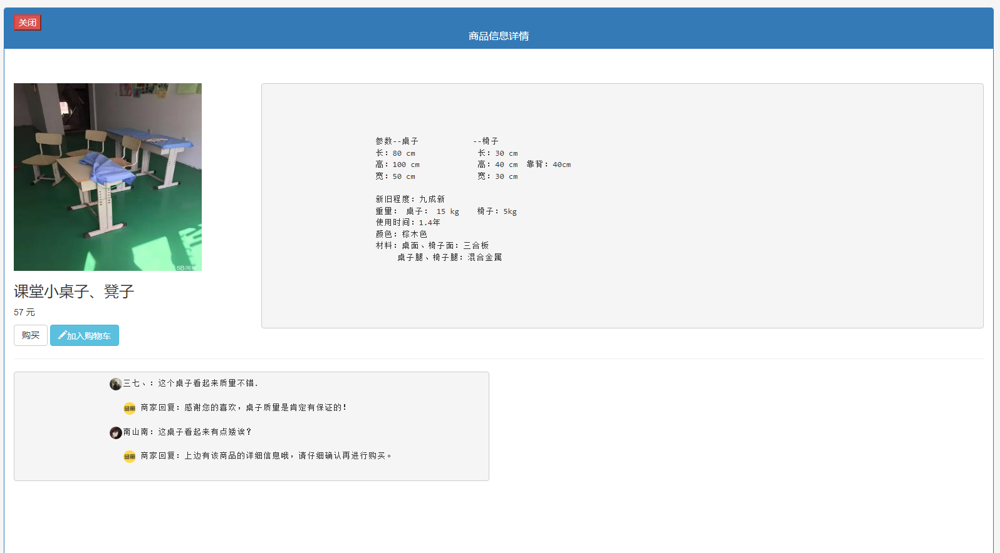 关闭
商品信息详情
参数--桌子 --椅子
长：80 cm 长：30 cm
高：100 cm 高：40 cm 靠背：40cm
宽：50 cm 宽：30 cm
新旧程度：九成新
重量： 桌子： 15 kg 椅子：5kg
使用时间：1.4年
颜色：棕木色
材料：桌面、椅子面：三合板
桌子腿、椅子腿：混合金属
课堂小桌子、凳子
57 元
购买 加入购物车
三七、：这个桌子看起来质量不错.
商家回复：感谢您的喜欢，桌子质量是肯定有保证的！
南山南：这桌子看起来有点矮诶？
商家回复：上边有该商品的详细信息哦，请仔细确认再进行购买。